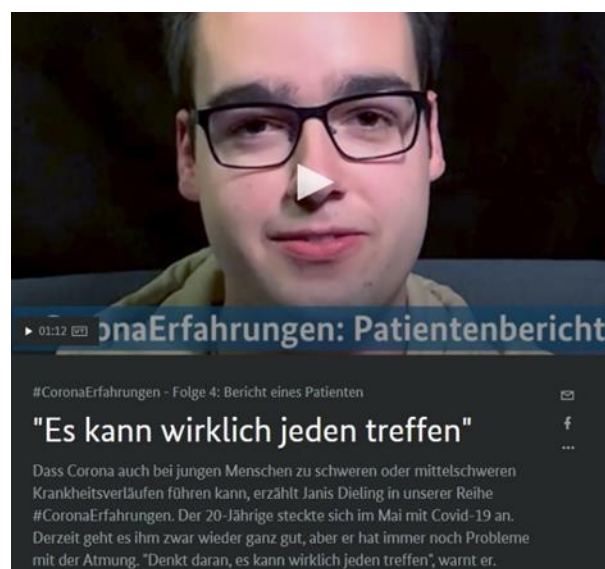 onaErfahrungen: Patientenbericht
01:12 UT
#CoronaErfahrungen - Folge 4: Bericht eines Patienten
"Es kann wirklich jeden treffen"
Dass Corona auch bei jungen Menschen zu schweren oder mittelschweren
Krankheitsverläufen führen kann, erzählt Janis Dieling in unserer Reihe
#CoronaErfahrungen. Der 20-Jährige steckte sich im Mai mit Covid-19 an.
Derzeit geht es ihm zwar wieder ganz gut, aber er hat immer noch Probleme
mit der Atmung. "Denkt daran, es kann wirklich jeden treffen", warnt er.